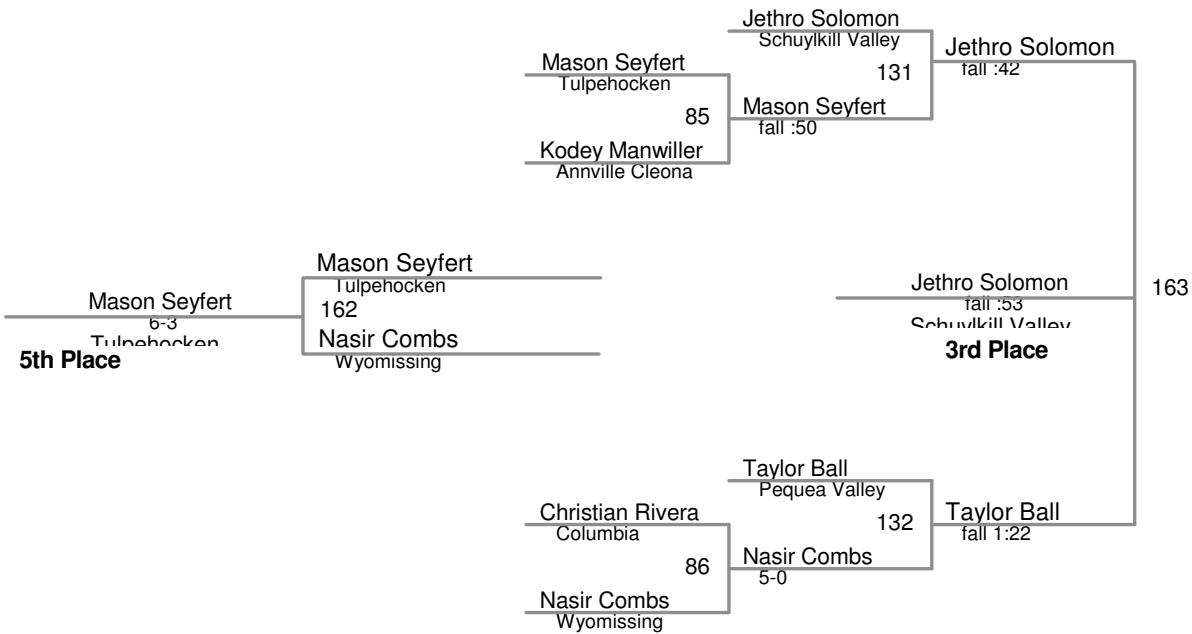 Jethro Solomon
Schuylkill Valley
Jethro Solomon
fall :42
Mason Seyfert
Tulpehocken
131
85
Mason Seyfert
fall :50
Kodey Manwiller
Annville Cleona
Mason Seyfert
Tulpehocken
Mason Seyfert
6-3
Tulpehocken
5th Place
162
Nasir Combs
Wyomissing
Jethro Solomon
fall :53
Schuylkill Valley
3rd Place
163
Taylor Ball
Pequea Valley
Christian Rivera
Columbia
132
Taylor Ball
fall 1:22
86
Nasir Combs
5-0
Nasir Combs
Wyomissing